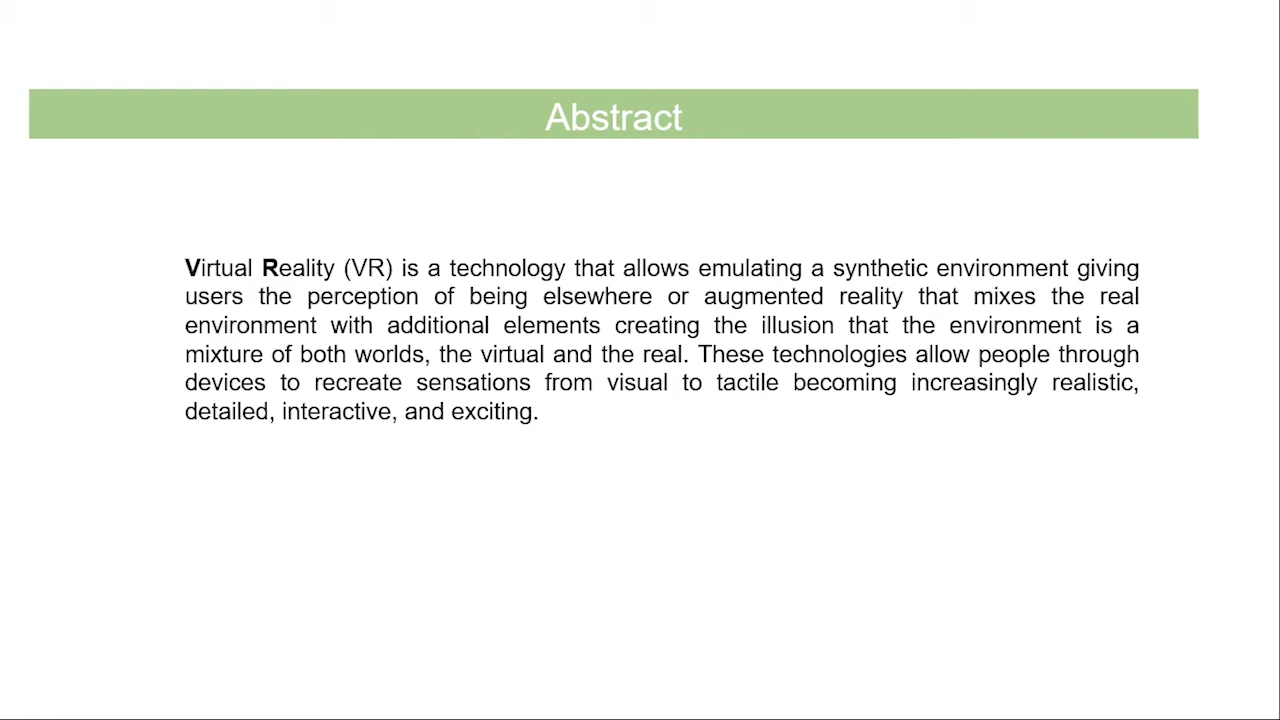 Abstract
Virtual Reality (VR) is a technology that allows emulating a synthetic environment giving
users the perception of being elsewhere or augmented reality that mixes the real
environment with additional elements creating the illusion that the environment is a
mixture of both worlds, the virtual and the real. These technologies allow people through
devices to recreate sensations from visual to tactile becoming increasingly realistic,
detailed, interactive, and exciting.